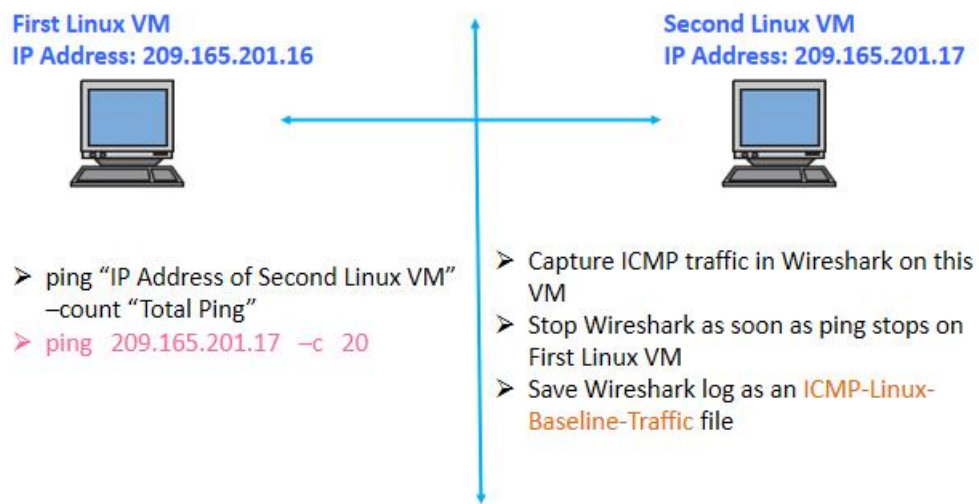 First Linux VM
IP Address: 209.165.201.16
Second Linux VM
IP Address: 209.165.201.17
➢ ping “IP Address of Second Linux VM”
–count “Total Ping”
➢ ping 209.165.201.17 –c 20
➢ Capture ICMP traffic in Wireshark on this
VM
➢ Stop Wireshark as soon as ping stops on
First Linux VM
➢ Save Wireshark log as an ICMP-Linux-
Baseline-Traffic file